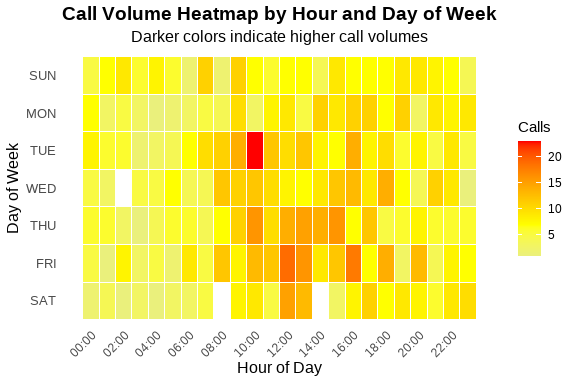 Call Volume Heatmap by Hour and Day of Week
Darker colors indicate higher call volumes
Day of Week
SUN
MON
TUE
WED
THU
FRI
SAT
00:00
02:00
04:00
06:00
08:00
10:00
12:00
14:00
16:00
18:00
20:00
22:00
Hour of Day
Calls
20
15
10
5